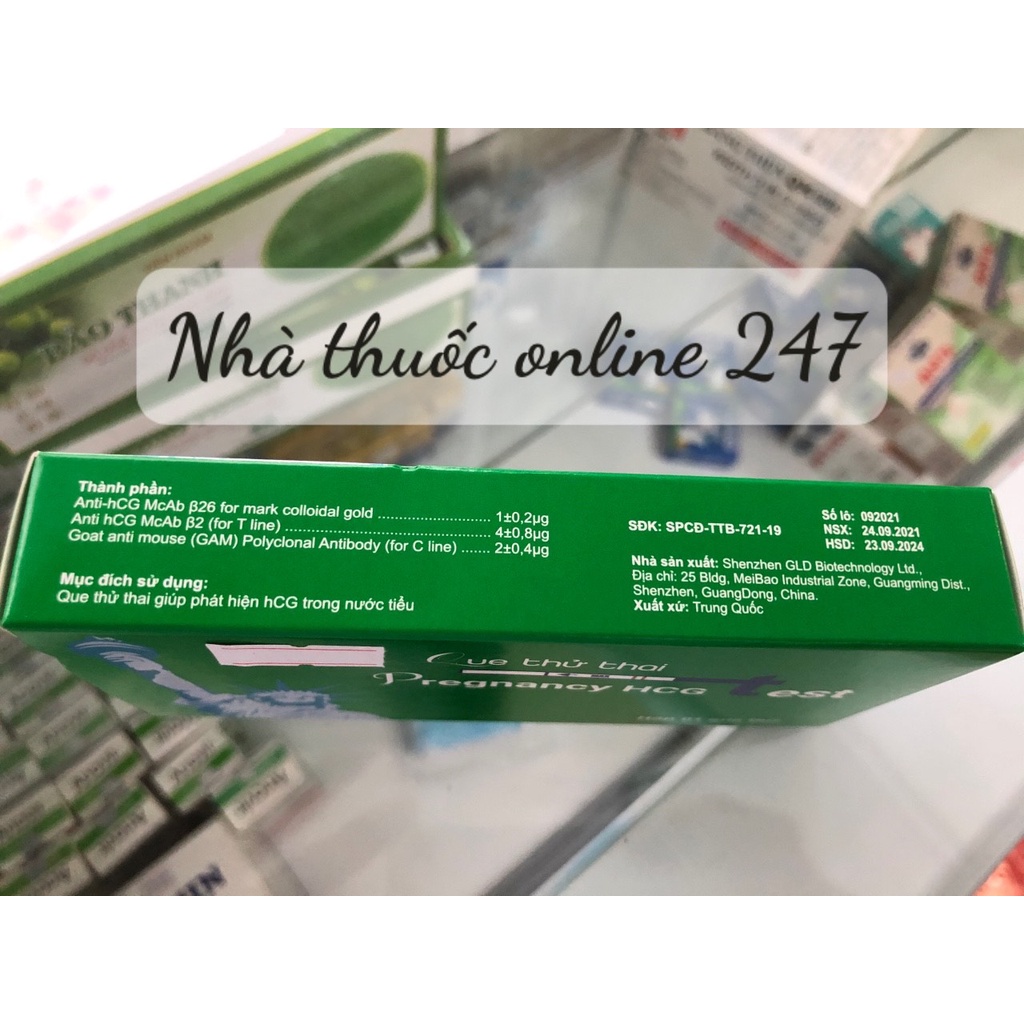 BẢO THANH
Nhà thuốc online 247
Thành phần:
Anti-hCG McAb β26 for mark colloidal gold ........................ 1±0,2µg
Anti hCG McAb β2 (for T line) ............................................ 4±0,8µg
Goat anti mouse (GAM) Polyclonal Antibody (for C line) ....... 2±0,4µg
Mục đích sử dụng:
Que thử thai giúp phát hiện hCG trong nước tiểu
SĐK: SPCĐ-TTB-721-19
Số lô: 092021
NSX: 24.09.2021
HSD: 23.09.2024
Nhà sản xuất: Shenzhen GLD Biotechnology Ltd.,
Địa chỉ: 25 Bldg, MeiBao Industrial Zone, Guangming Dist.,
Shenzhen, GuangDong, China.
Xuất xứ: Trung Quốc
Que thử thai
Pregnancy HCG test